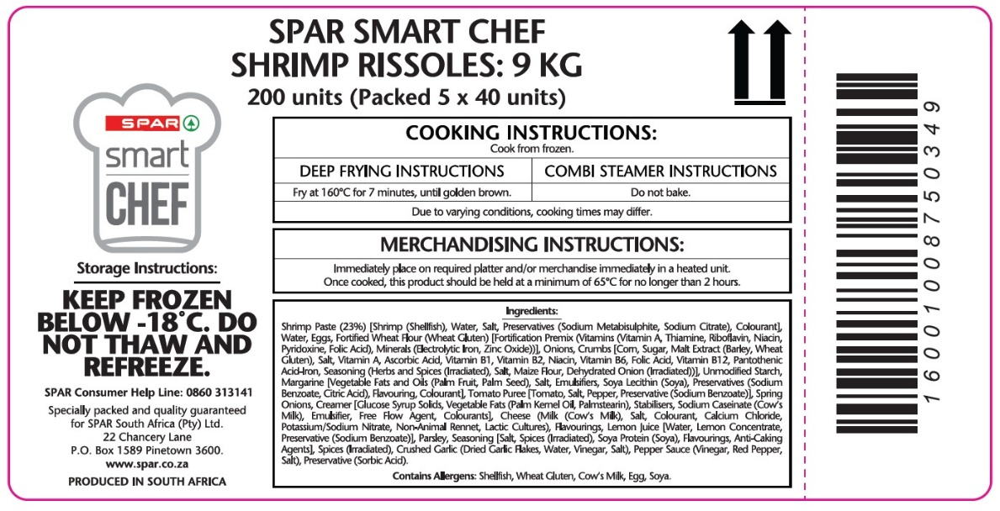 SPAR SMART CHEF
SHRIMP RISSOLES: 9 KG
200 units (Packed 5 x 40 units)
SPAR
smart
CHEF
Storage Instructions:
KEEP FROZEN
BELOW -18°C. DO
NOT THAW AND
REFREEZE.
SPAR Consumer Help Line: 0860 313141
Specially packed and quality guaranteed
for SPAR South Africa (Pty) Ltd.
22 Chancery Lane
P.O. Box 1589 Pinetown 3600.
www.spar.co.za
PRODUCED IN SOUTH AFRICA
COOKING INSTRUCTIONS:
Cook from frozen.
DEEP FRYING INSTRUCTIONS
Fry at 160°C for 7 minutes, until golden brown.
COMBI STEAMER INSTRUCTIONS
Do not bake.
Due to varying conditions, cooking times may differ.
MERCHANDISING INSTRUCTIONS:
Immediately place on required platter and/or merchandise immediately in a heated unit.
Once cooked, this product should be held at a minimum of 65°C for no longer than 2 hours.
Ingredients:
Shrimp Paste (23%) [Shrimp (Shellfish), Water, Salt, Preservatives (Sodium Metabisulphite, Sodium Citrate), Colourant],
Water, Eggs, Fortified Wheat Flour (Wheat Gluten) [Fortification Premix (Vitamins (Vitamin A, Thiamine, Riboflavin, Niacin,
Pyridoxine, Folic Acid), Minerals (Electrolytic Iron, Zinc Oxide))], Onions, Crumbs [Corn, Sugar, Malt Extract (Barley, Wheat
Gluten), Salt, Vitamin A, Ascorbic Acid, Vitamin B1, Vitamin B2, Niacin, Vitamin B6, Folic Acid, Vitamin B12, Pantothenic
Acid-Iron, Seasoning (Herbs and Spices (Irradiated), Salt, Maize Flour, Dehydrated Onion (Irradiated))], Unmodified Starch,
Margarine [Vegetable Fats and Oils (Palm Fruit, Palm Seed), Salt, Emulsifiers, Soya Lecithin (Soya), Preservatives (Sodium
Benzoate, Citric Acid), Flavouring, Colourant], Tomato Puree [Tomato, Salt, Pepper, Preservative (Sodium Benzoate)], Spring
Onions, Creamer [Glucose Syrup Solids, Vegetable Fats (Palm Kernel Oil, Palmstearin), Stabilisers, Sodium Caseinate (Cow's
Milk), Emulsifier, Free Flow Agent, Colourants], Cheese (Milk (Cow's Milk), Salt, Colourant, Calcium Chloride,
Potassium/Sodium Nitrate, Non-Animal Rennet, Lactic Cultures), Flavourings, Lemon Juice [Water, Lemon Concentrate,
Preservative (Sodium Benzoate)], Parsley, Seasoning [Salt, Spices (Irradiated), Soya Protein (Soya), Flavourings, Anti-Caking
Agents], Spices (Irradiated), Crushed Garlic (Dried Garlic Flakes, Water, Vinegar, Salt), Pepper Sauce (Vinegar, Red Pepper,
Salt), Preservative (Sorbic Acid).
Contains Allergens: Shellfish, Wheat Gluten, Cow's Milk, Egg, Soya.
16001008750349